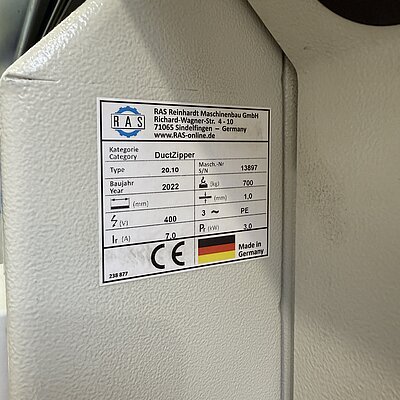 RAS
RAS Reinhardt Maschinenbau GmbH
Richard-Wagner-Str. 4 - 10
71065 Sindelfingen – Germany
www.RAS-online.de
Kategorie
Category
DuctZipper
Type 20.10
Masch.-Nr
S/N
13897
Baujahr
Year
2022
(kg) 700
(mm)
(mm) 1,0
(V) 400
3 ~ PE
Ir (A) 7,0
Pr (kW) 3,0
CE
Made in
Germany
238 877